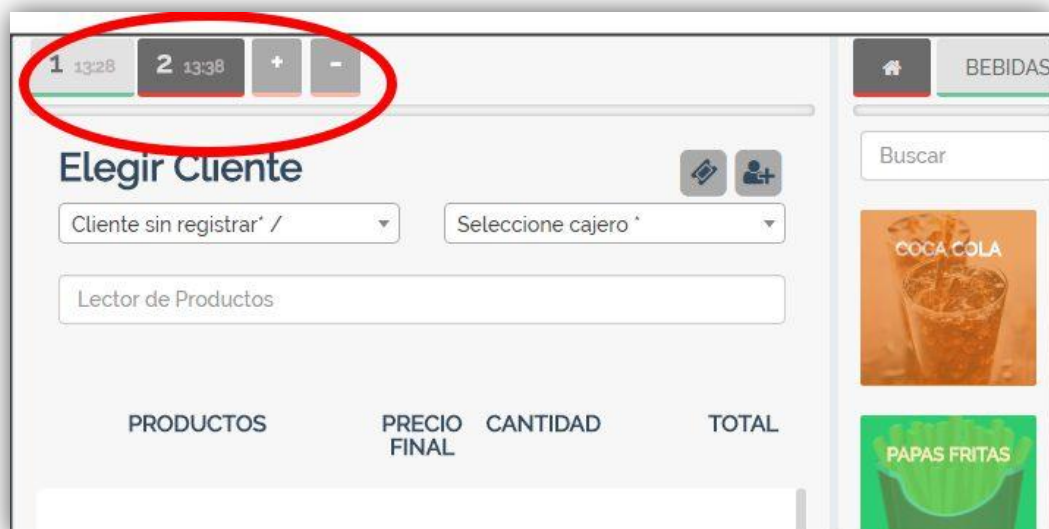 1 13:28 2 13:38 + -
BEBIDAS
Elegir Cliente
Buscar
Cliente sin registrar* / Seleccione cajero *
COCA COLA
Lector de Productos
PRODUCTOS PRECIO FINAL CANTIDAD TOTAL
PAPAS FRITAS